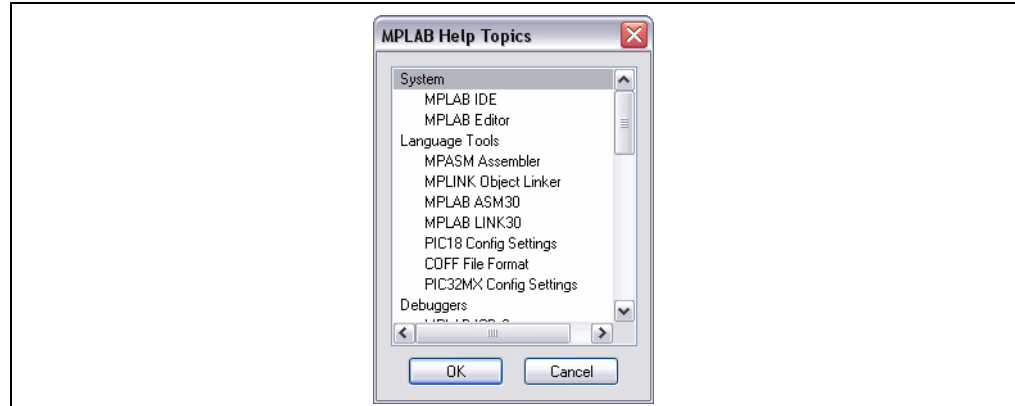 MPLAB Help Topics
System
MPLAB IDE
MPLAB Editor
Language Tools
MPASM Assembler
MPLINK Object Linker
MPLAB ASM30
MPLAB LINK30
PIC18 Config Settings
COFF File Format
PIC32MX Config Settings
Debuggers
OK Cancel